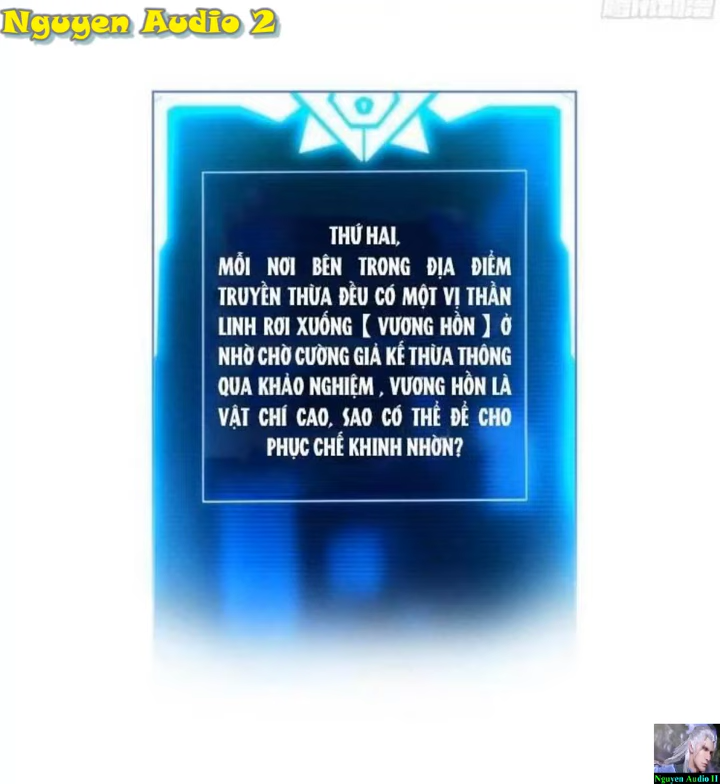 Nguyen Audio 2
THỨ HAI,
MỖI NƠI BÊN TRONG ĐỊA ĐIỂM
TRUYỀN THỪA ĐỀU CÓ MỘT VỊ THẦN
LINH RƠI XUỐNG【 VƯƠNG HỒN 】Ở
NHỜ CHỜ CƯỜNG GIẢ KẾ THỪA THÔNG
QUA KHẢO NGHIỆM , VƯƠNG HỒN LÀ
VẬT CHÍ CAO, SAO CÓ THỂ ĐỂ CHO
PHỤC CHẾ KHINH NHỜN?
Nguyen Audio 11